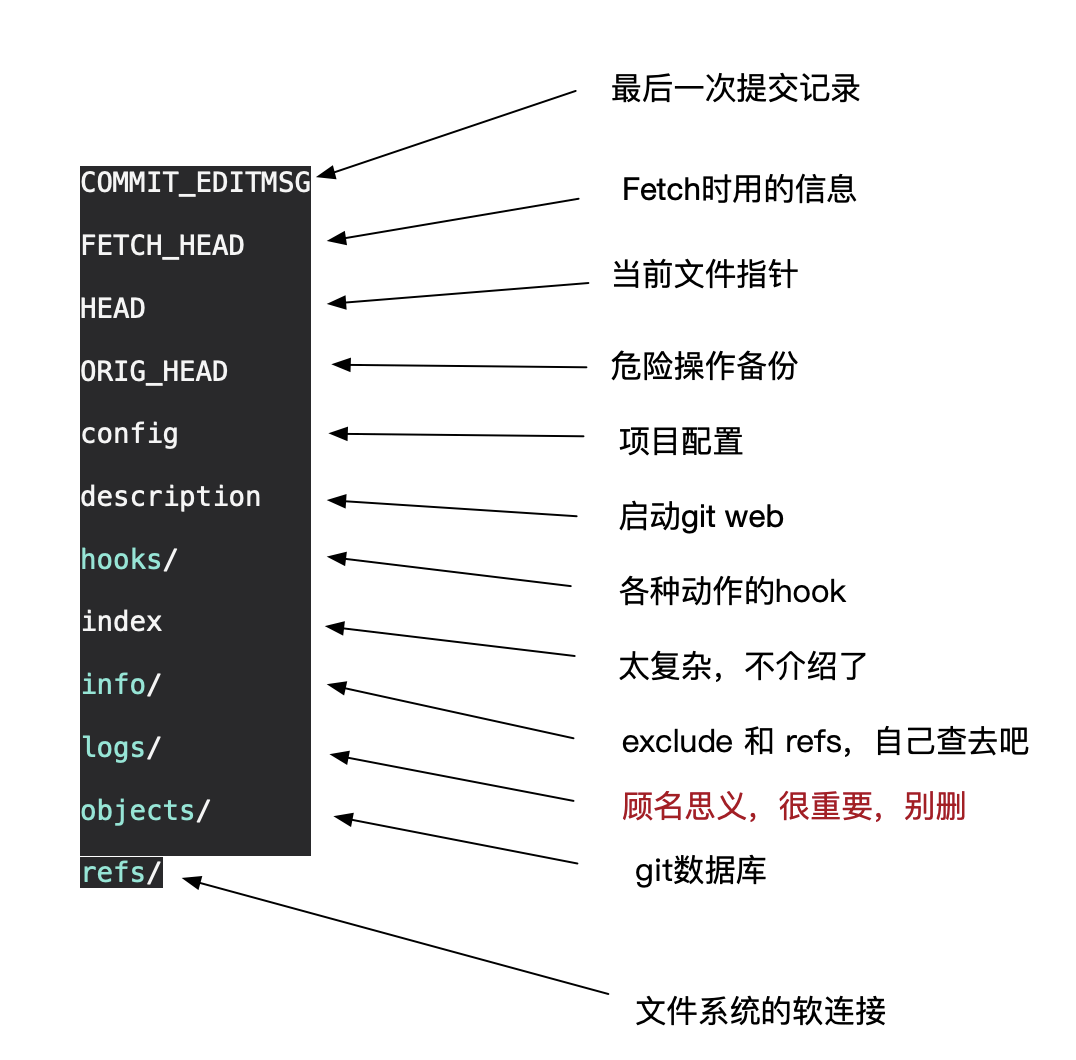 最后一次提交记录
COMMIT_EDITMSG
Fetch时用的信息
FETCH_HEAD
当前文件指针
HEAD
危险操作备份
ORIG_HEAD
项目配置
config
启动git web
description
各种动作的hook
hooks/
太复杂，不介绍了
index
exclude 和 refs，自己查去吧
info/
顾名思义，很重要，别删
logs/
git数据库
objects/
refs/
文件系统的软连接